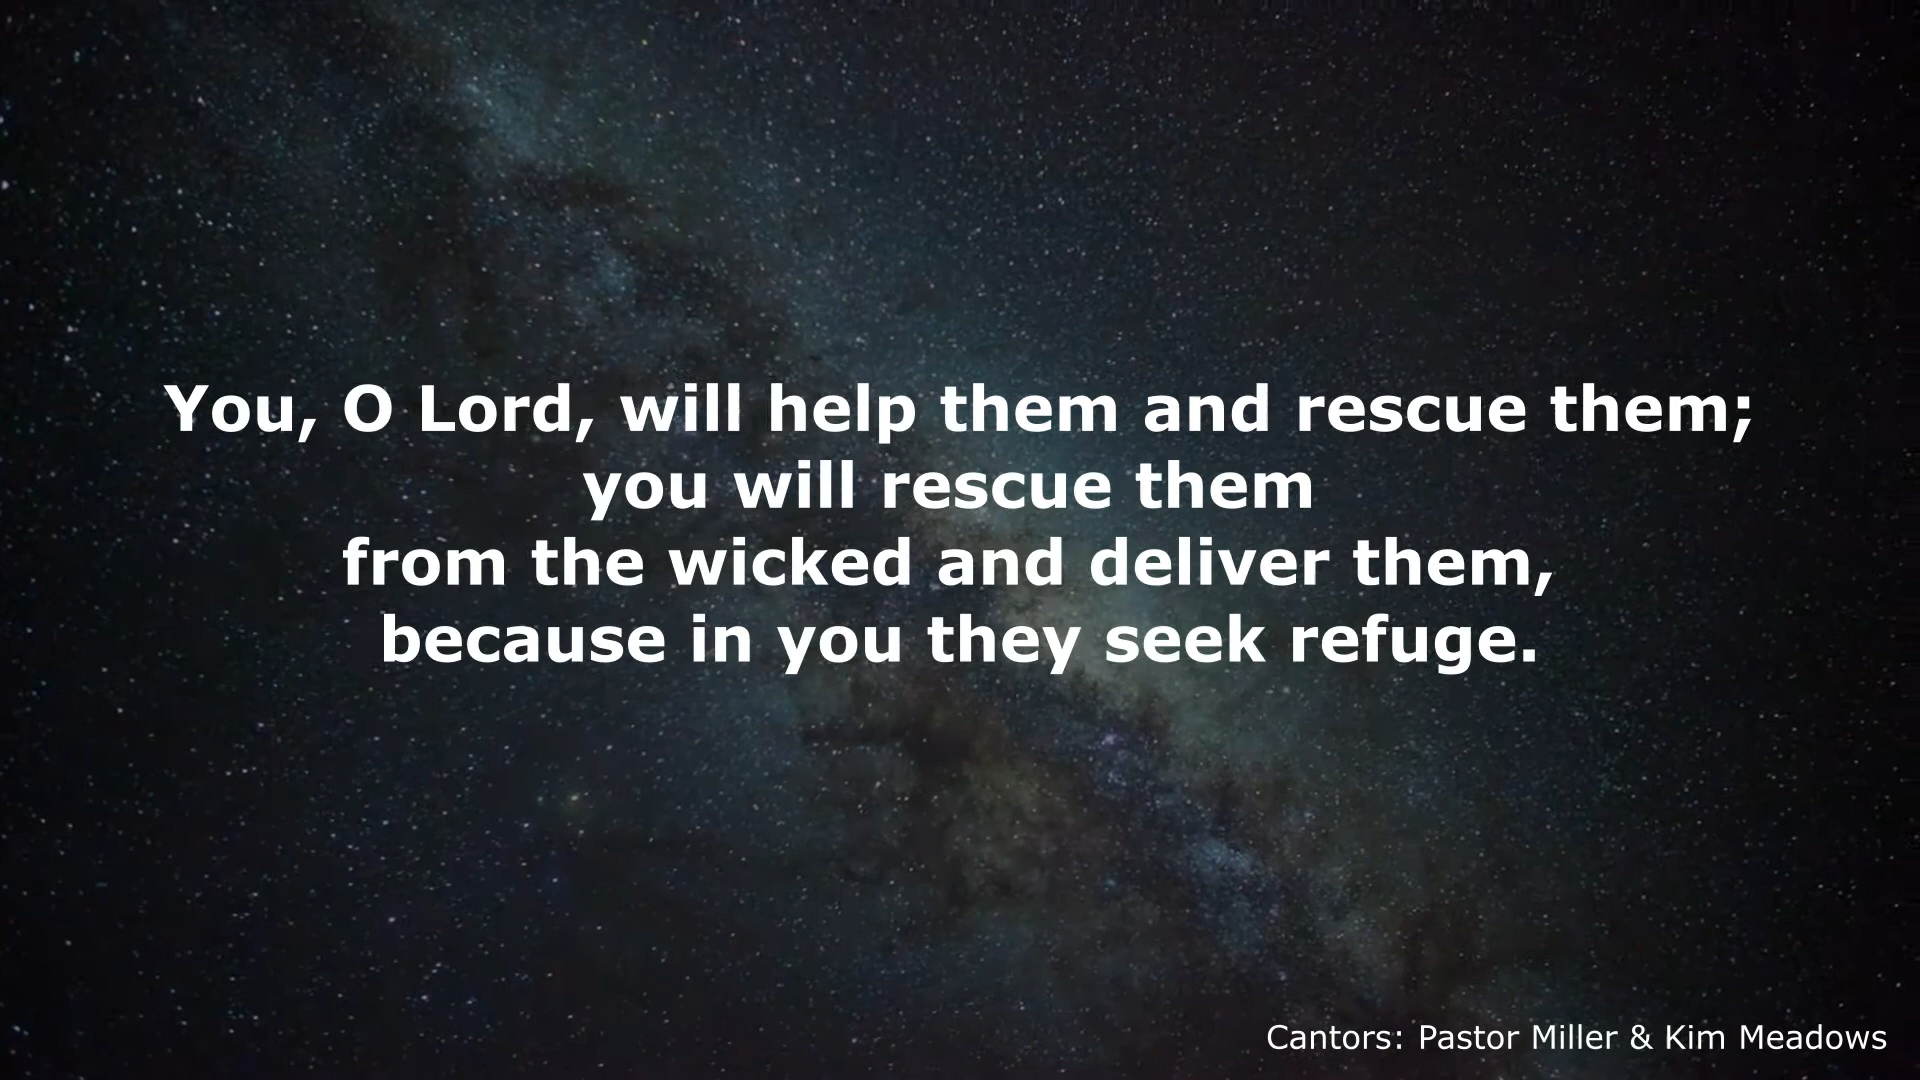 You, O Lord, will help them and rescue them;
you will rescue them
from the wicked and deliver them,
because in you they seek refuge.
Cantors: Pastor Miller & Kim Meadows